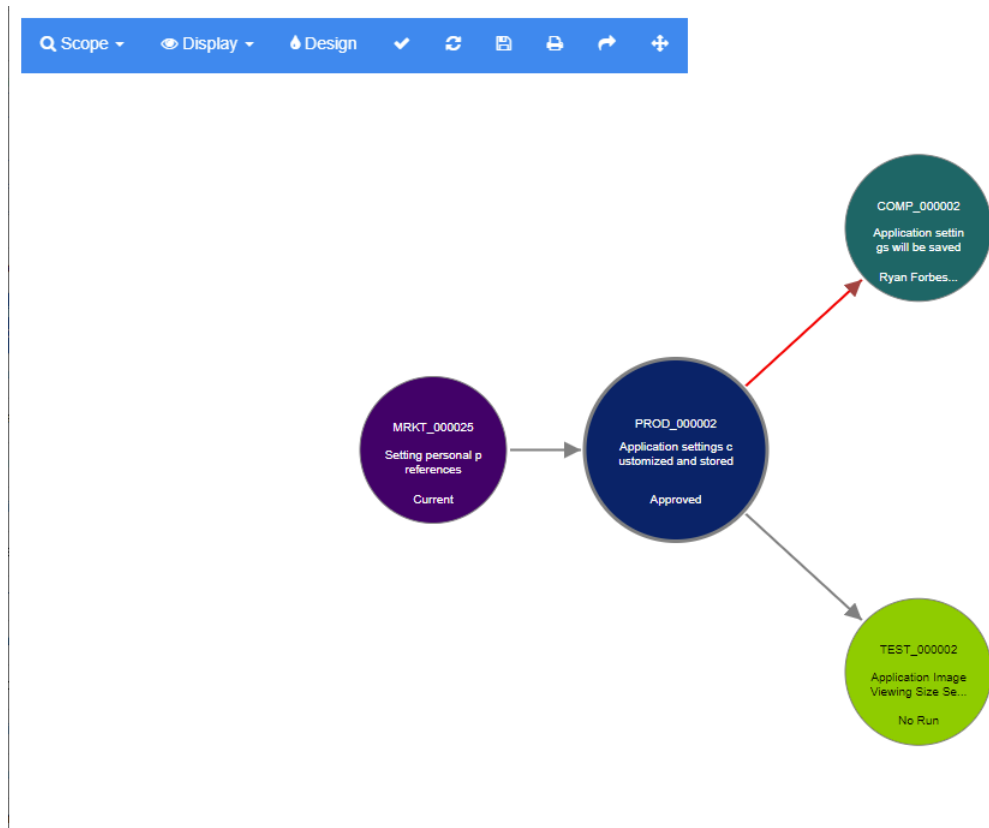 Scope
Display
Design
COMP_000002
Application settin
gs will be saved
Ryan Forbes...
MRKT_000025
Setting personal p
references
Current
PROD_000002
Application settings c
ustomized and stored
Approved
TEST_000002
Application Image
Viewing Size Se...
No Run